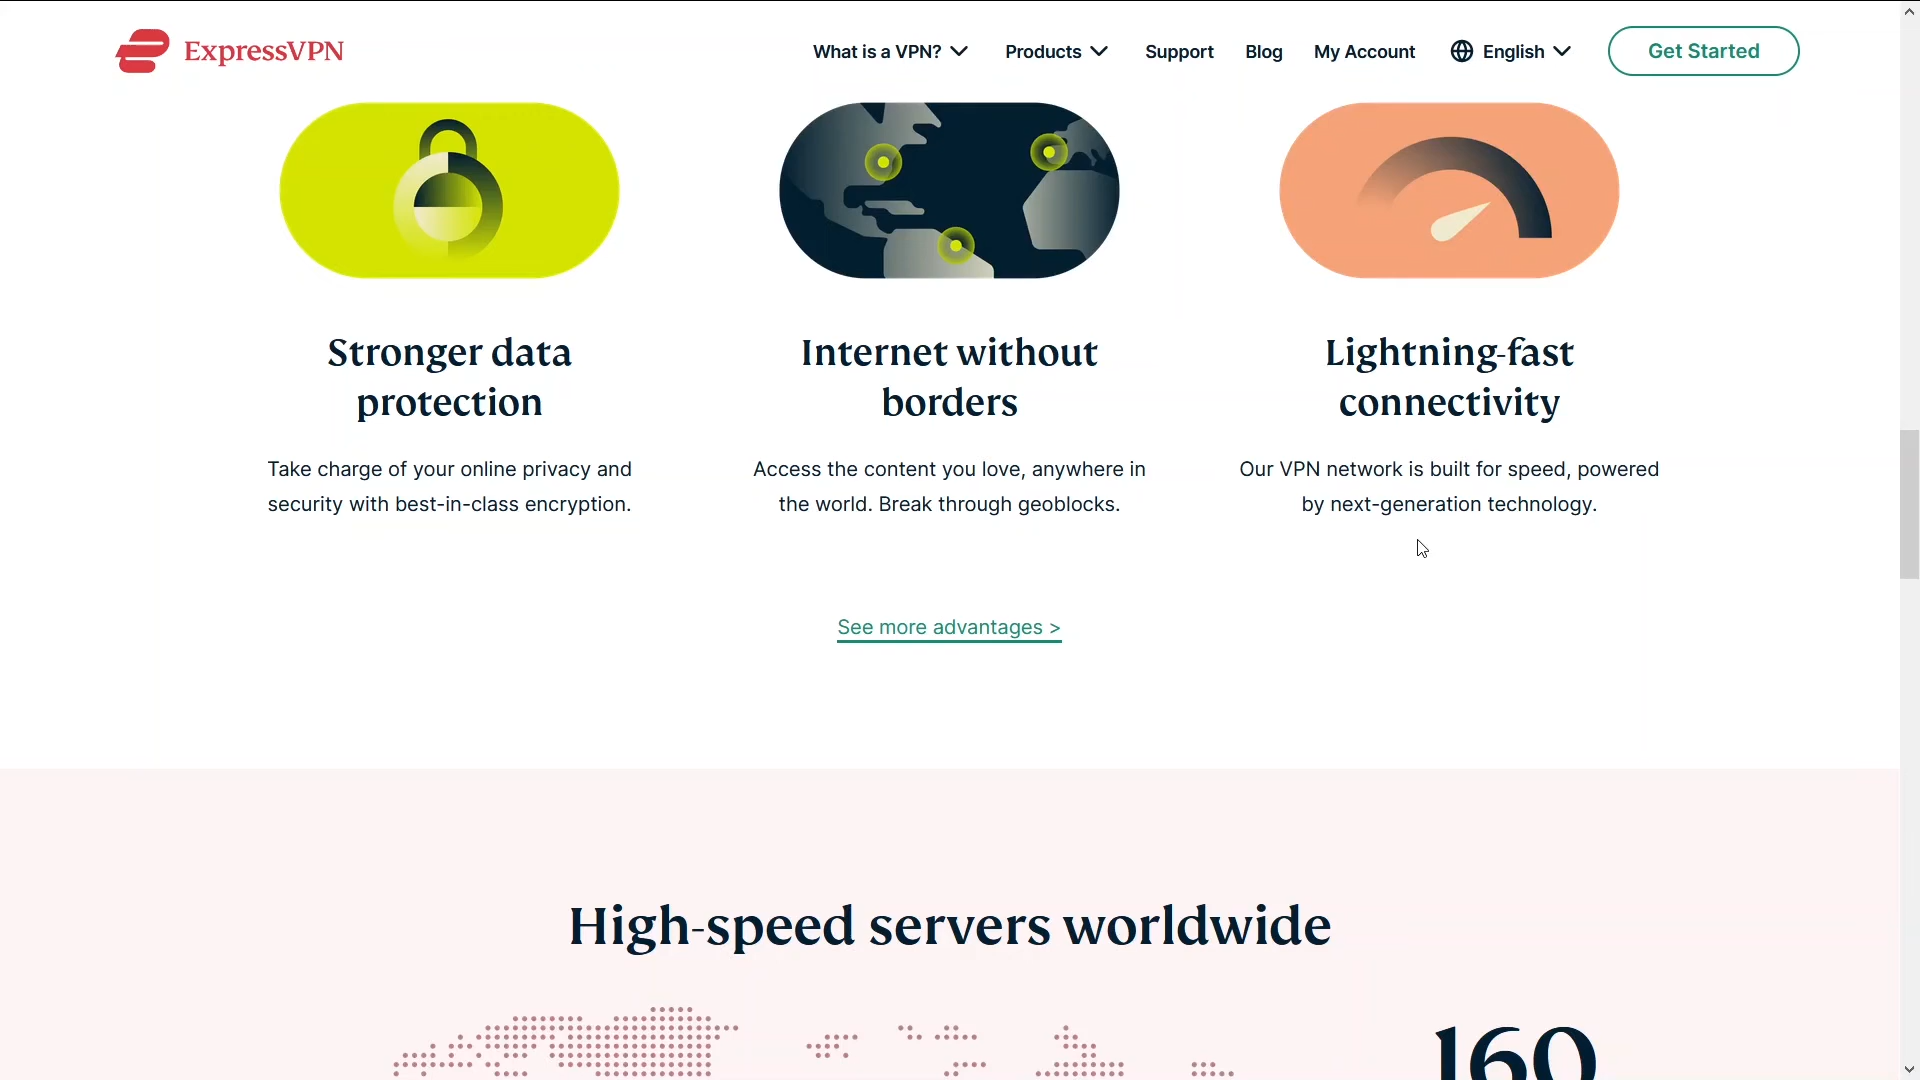 ExpressVPN
What is a VPN?
Products
Support
Blog
My Account
English
Get Started
Stronger data
protection
Take charge of your online privacy and
security with best-in-class encryption.
Internet without
borders
Access the content you love, anywhere in
the world. Break through geoblocks.
Lightning-fast
connectivity
Our VPN network is built for speed, powered
by next-generation technology.
See more advantages >
High-speed servers worldwide
160